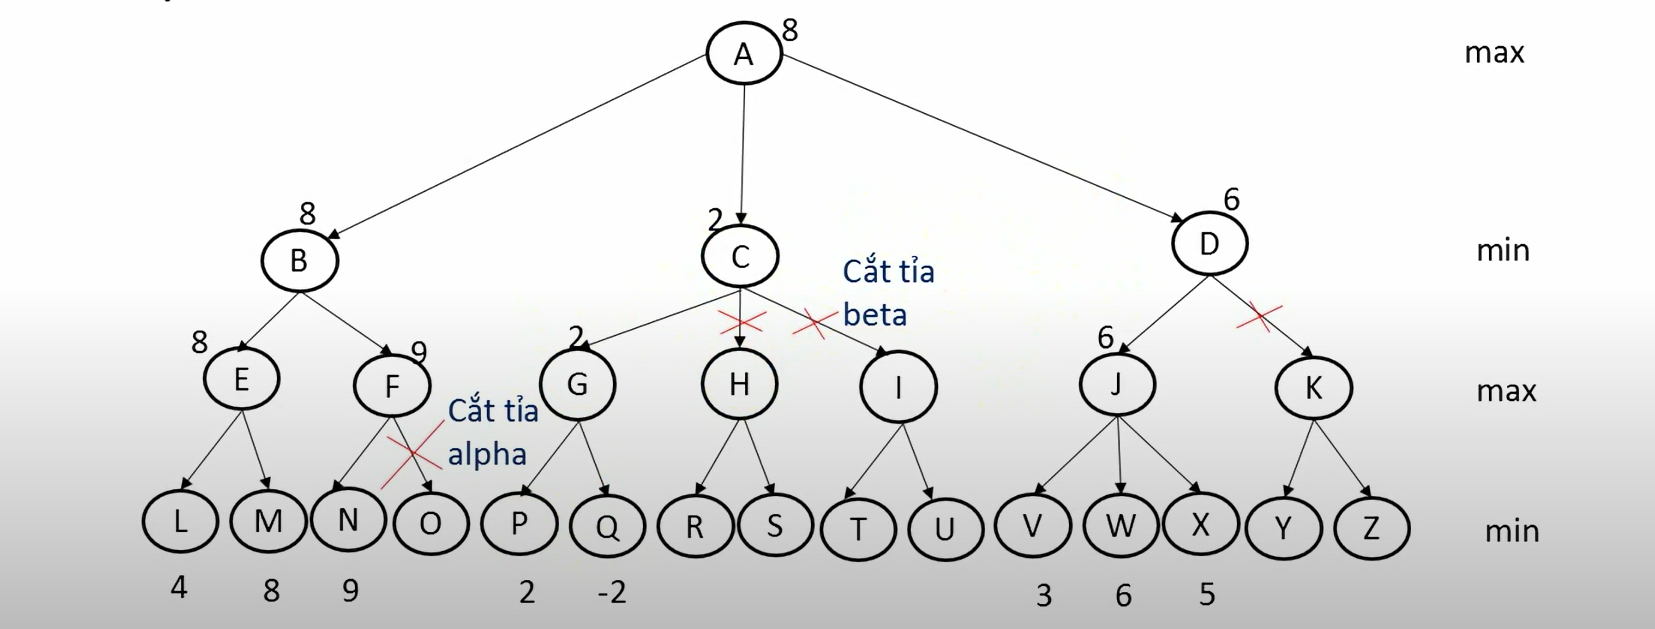 A 8 max
8 2 6
B C D min
Cắt tỉa
beta
8 9 2 6
E F G H I J K max
Cắt tỉa
alpha
L M N O P Q R S T U V W X Y Z min
4 8 9 2 -2 3 6 5